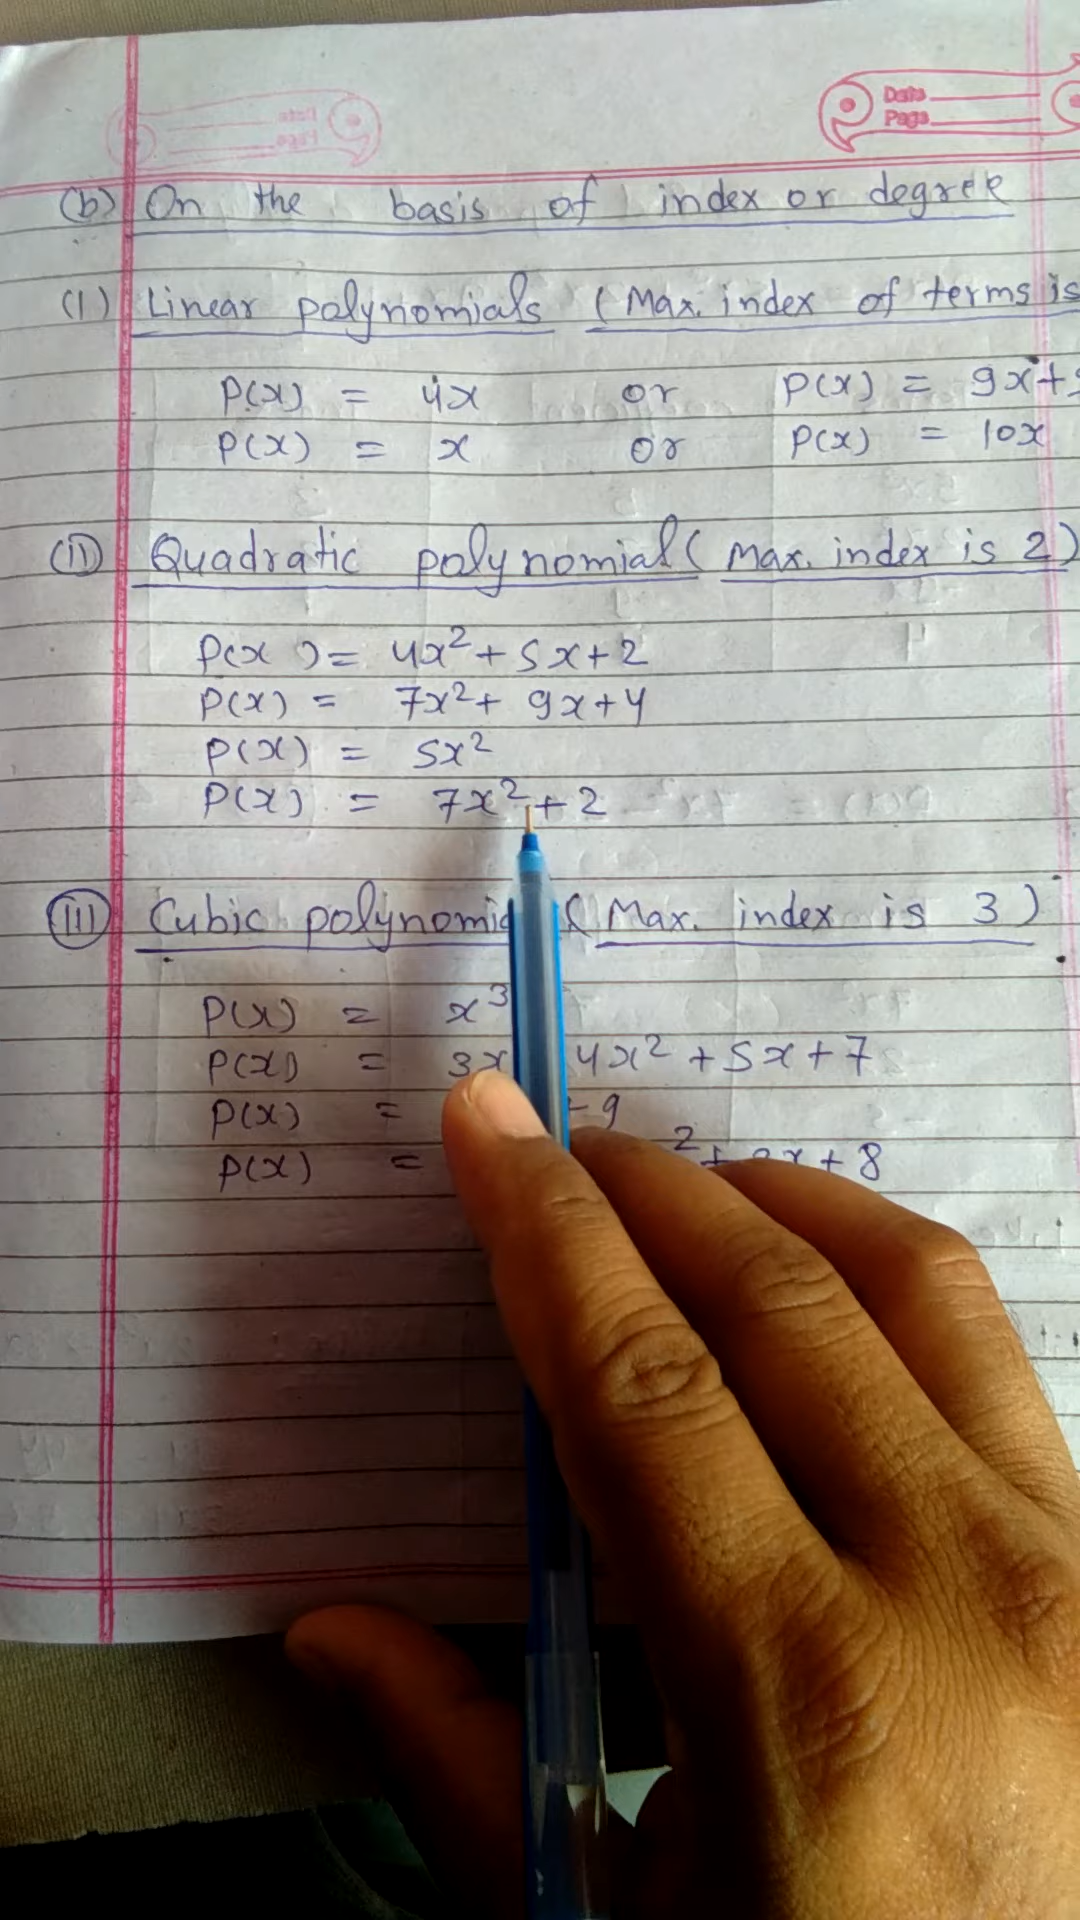 Date
Page
(b) On the basis of index or degree
(I) Linear polynomials (Max. index of terms is
P(x) = 4x or P(x) = 9x+
P(x) = x or P(x) = 10x
(II) Quadratic polynomial (Max. index is 2)
P(x) = 4x²+5x+2
P(x) = 7x²+ 9x+4
P(x) = 5x²
P(x) = 7x²+2
(III) Cubic (Max. index is 3)
P(x) = x³
P(x) = 3x 4x² +5x+7
P(x) = 9
P(x) = ²+ x+8